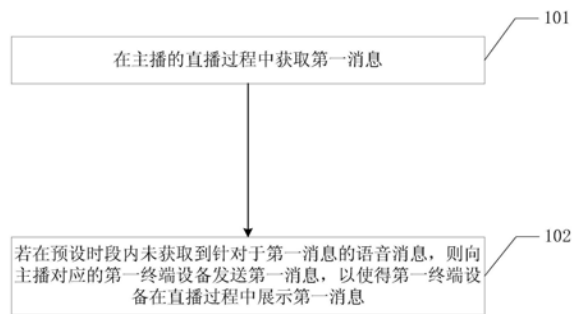 101
在主播的直播过程中获取第一消息
102
若在预设时段内未获取到针对于第一消息的语音消息，则向
主播对应的第一终端设备发送第一消息，以使得第一终端设
备在直播过程中展示第一消息